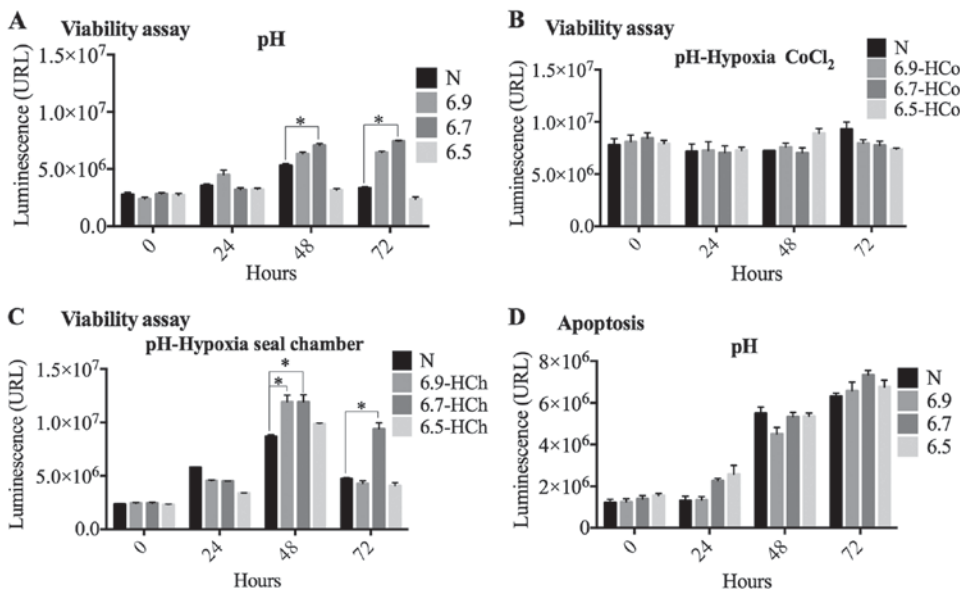 A
Viability assay
pH
Luminescence (URL)
1.5×10⁷
1.0×10⁷
5.0×10⁶
0.0
N
6.9
6.7
6.5
*
*
0
24
48
72
Hours
B
Viability assay
pH-Hypoxia CoCl₂
Luminescence (URL)
1.5×10⁷
1.0×10⁷
5.0×10⁶
0.0
N
6.9-HCo
6.7-HCo
6.5-HCo
0
24
48
72
Hours
C
Viability assay
pH-Hypoxia seal chamber
Luminescence (URL)
1.5×10⁷
1.0×10⁷
5.0×10⁶
0.0
N
6.9-HCh
6.7-HCh
6.5-HCh
*
*
*
0
24
48
72
Hours
D
Apoptosis
pH
Luminescence (URL)
8×10⁶
6×10⁶
4×10⁶
2×10⁶
0
N
6.9
6.7
6.5
0
24
48
72
Hours